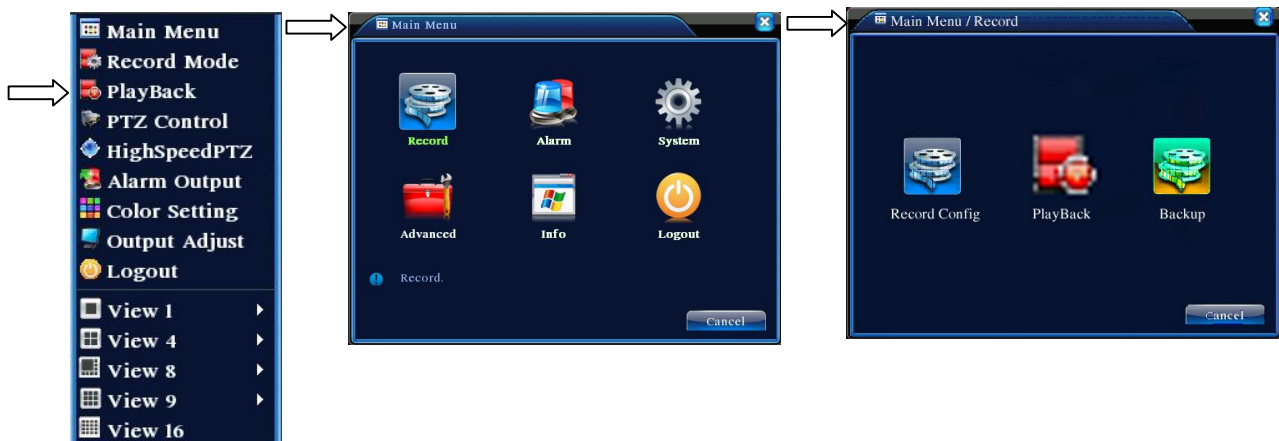 Main Menu
Record Mode
PlayBack
PTZ Control
HighSpeedPTZ
Alarm Output
Color Setting
Output Adjust
Logout
View 1
View 4
View 8
View 9
View 16
Main Menu
Record
Alarm
System
Advanced
Info
Logout
Record.
Cancel
Main Menu / Record
Record Config
PlayBack
Backup
Cancel